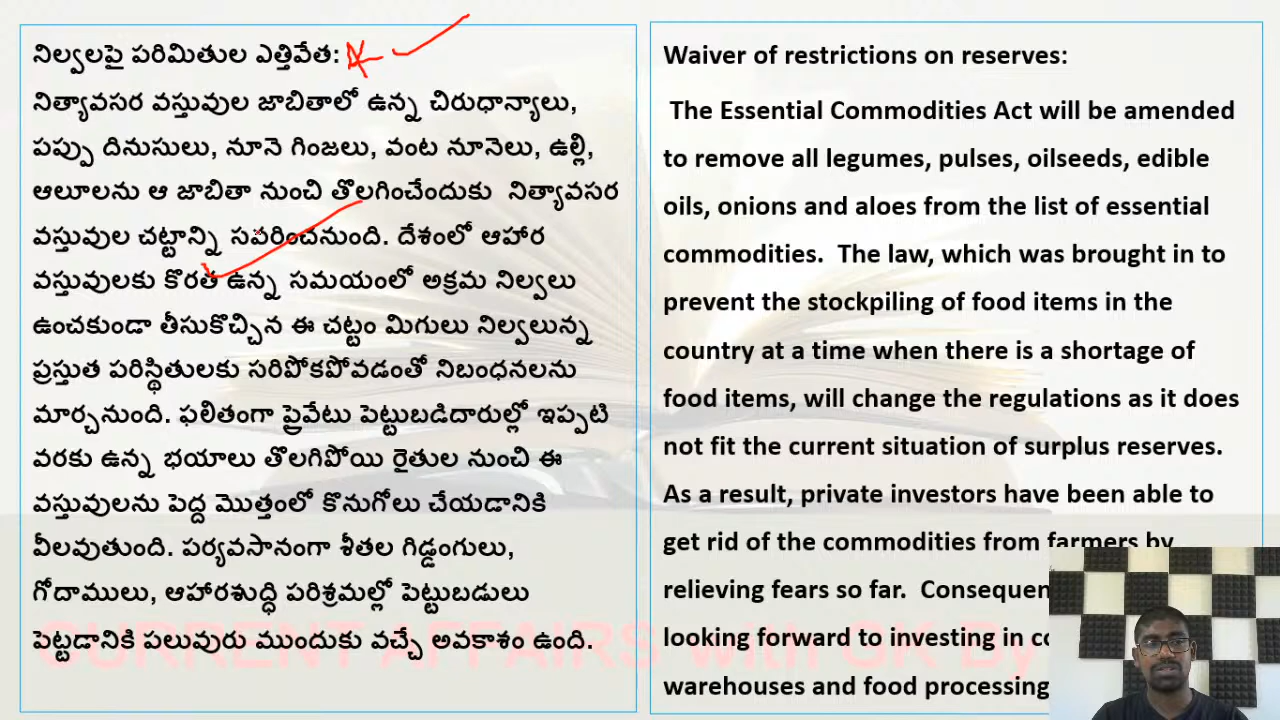 నిల్వలపై పరిమితుల ఎత్తివేత:
నిత్యావసర వస్తువుల జాబితాలో ఉన్న చిరుధాన్యాలు,
పప్పు దినుసులు, నూనె గింజలు, వంట నూనెలు, ఉల్లి,
ఆలూలను ఆ జాబితా నుంచి తొలగించేందుకు నిత్యావసర
వస్తువుల చట్టాన్ని సవరించనుంది. దేశంలో ఆహార
వస్తువులకు కొరత ఉన్న సమయంలో అక్రమ నిల్వలు
ఉంచకుండా తీసుకొచ్చిన ఈ చట్టం మిగులు నిల్వలున్న
ప్రస్తుత పరిస్థితులకు సరిపోకపోవడంతో నిబంధనలను
మార్చనుంది. ఫలితంగా ప్రైవేటు పెట్టుబడిదారుల్లో ఇప్పటి
వరకు ఉన్న భయాలు తొలగిపోయి రైతుల నుంచి ఈ
వస్తువులను పెద్ద మొత్తంలో కొనుగోలు చేయడానికి
వీలవుతుంది. పర్యవసానంగా శీతల గిడ్డంగులు,
గోదాములు, ఆహారశుద్ధి పరిశ్రమల్లో పెట్టుబడులు
పెట్టడానికి పలువురు ముందుకు వచ్చే అవకాశం ఉంది.
Waiver of restrictions on reserves:
The Essential Commodities Act will be amended
to remove all legumes, pulses, oilseeds, edible
oils, onions and aloes from the list of essential
commodities. The law, which was brought in to
prevent the stockpiling of food items in the
country at a time when there is a shortage of
food items, will change the regulations as it does
not fit the current situation of surplus reserves.
As a result, private investors have been able to
get rid of the commodities from farmers by
relieving fears so far. Consequen
looking forward to investing in co
warehouses and food processing
CURRENT AFFAIRS with GK By